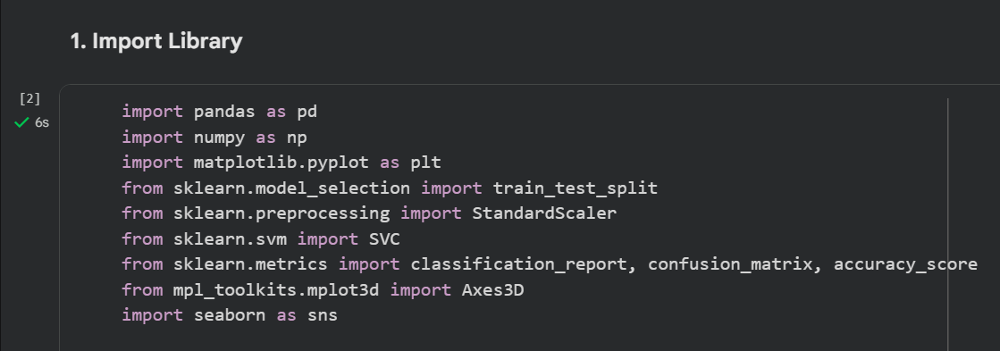 1. Import Library
[2]
6s
import pandas as pd
import numpy as np
import matplotlib.pyplot as plt
from sklearn.model_selection import train_test_split
from sklearn.preprocessing import StandardScaler
from sklearn.svm import SVC
from sklearn.metrics import classification_report, confusion_matrix, accuracy_score
from mpl_toolkits.mplot3d import Axes3D
import seaborn as sns